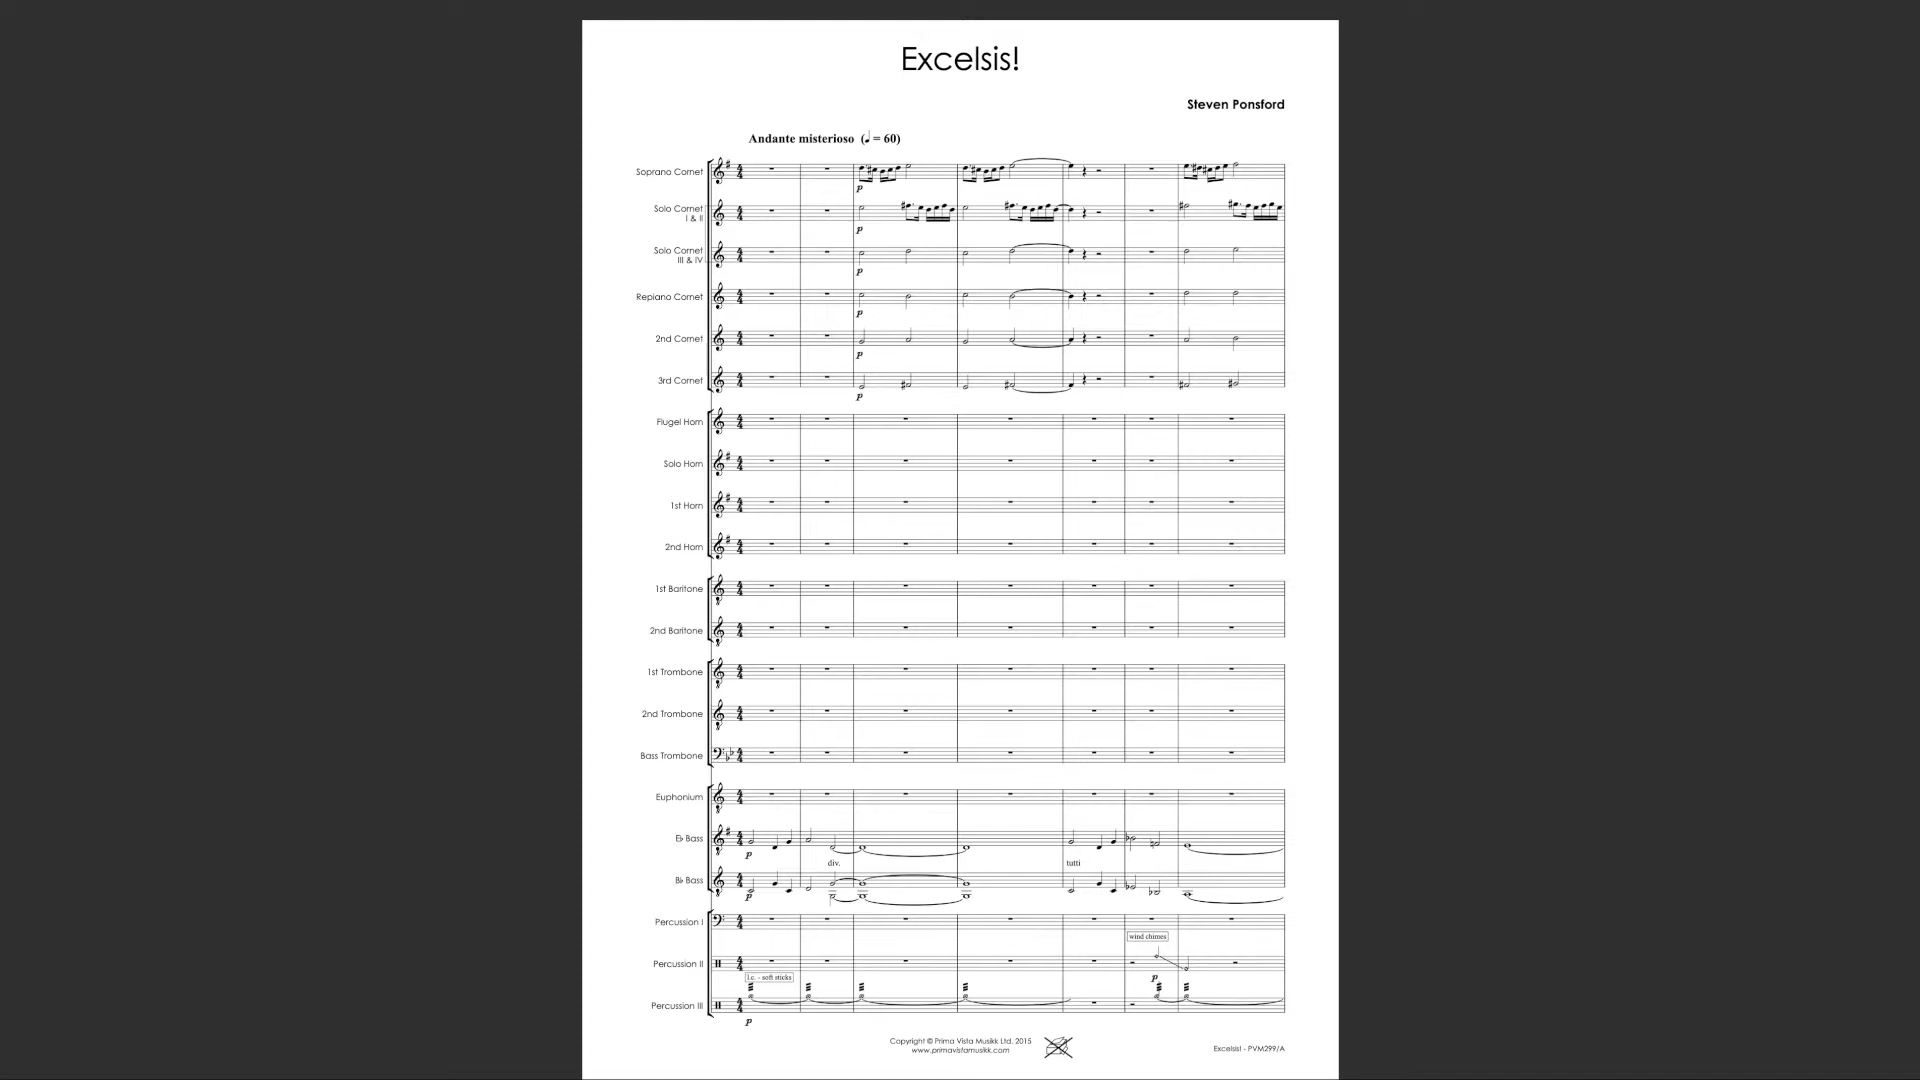 Excelsis!
Steven Ponsford
Andante misterioso (♩ = 60)
Soprano Cornet
p
Solo Cornet
I & II
p
Solo Cornet
III & IV
p
Repiano Cornet
p
2nd Cornet
p
3rd Cornet
p
Flugel Horn
Solo Horn
1st Horn
2nd Horn
1st Baritone
2nd Baritone
1st Trombone
2nd Trombone
Bass Trombone
Euphonium
E♭ Bass
p
div.
tutti
B♭ Bass
p
Percussion I
wind chimes
Percussion II
p
l.c. - soft sticks
Percussion III
p
Copyright © Prima Vista Musikk Ltd. 2015
www.primavistamusikk.com
Excelsis! - PVM299/A